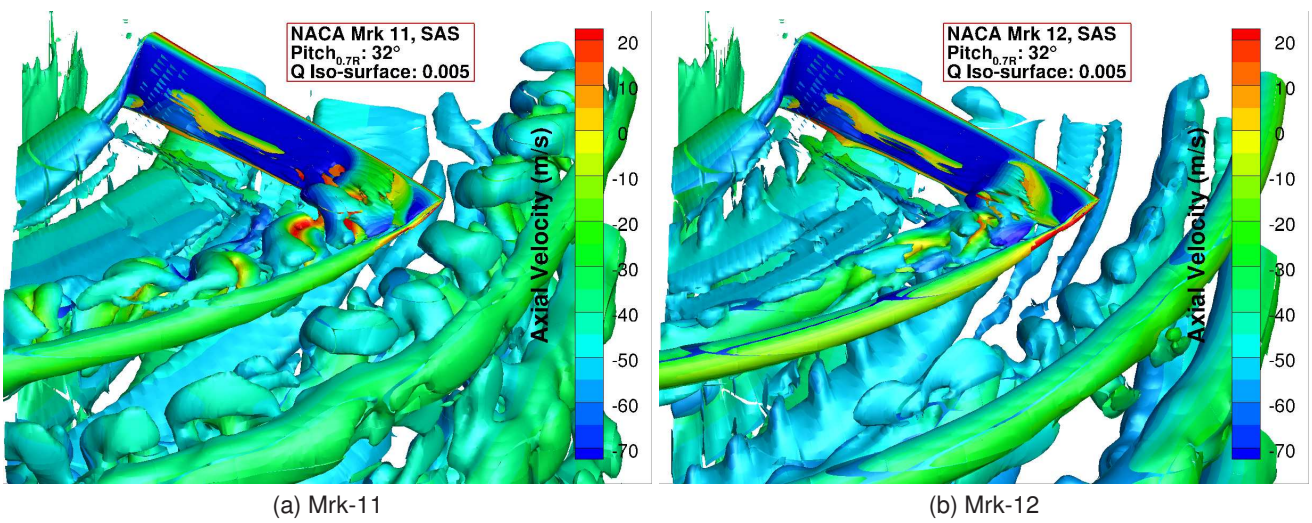 NACA Mrk 11, SAS
Pitch0.7R: 32°
Q Iso-surface: 0.005
Axial Velocity (m/s)
20
10
0
-10
-20
-30
-40
-50
-60
-70
(a) Mrk-11
NACA Mrk 12, SAS
Pitch0.7R: 32°
Q Iso-surface: 0.005
Axial Velocity (m/s)
20
10
0
-10
-20
-30
-40
-50
-60
-70
(b) Mrk-12